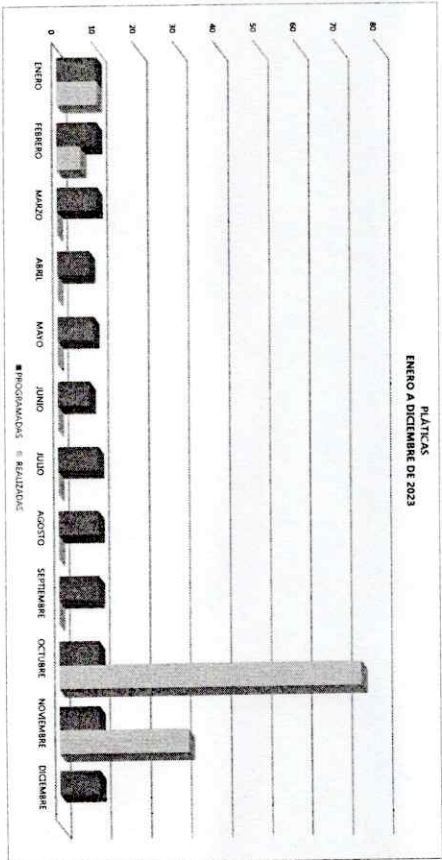 PLÁTICAS
ENERO A DICIEMBRE DE 2023
80
70
60
50
40
30
20
10
0
ENERO
FEBRERO
MARZO
ABRIL
MAYO
JUNIO
JULIO
AGOSTO
SEPTIEMBRE
OCTUBRE
NOVIEMBRE
DICIEMBRE
PROGRAMADAS REALIZADAS